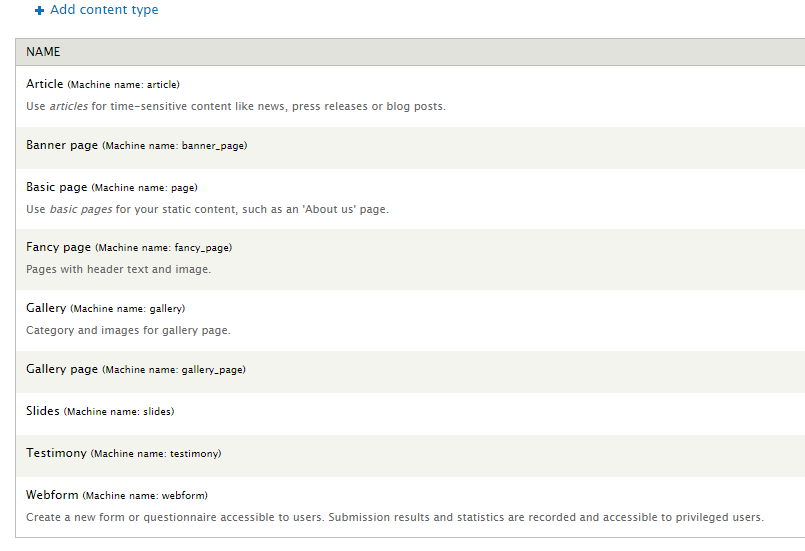 Add content type
NAME
Article (Machine name: article)
Use articles for time-sensitive content like news, press releases or blog posts.
Banner page (Machine name: banner_page)
Basic page (Machine name: page)
Use basic pages for your static content, such as an 'About us' page.
Fancy page (Machine name: fancy_page)
Pages with header text and image.
Gallery (Machine name: gallery)
Category and images for gallery page.
Gallery page (Machine name: gallery_page)
Slides (Machine name: slides)
Testimony (Machine name: testimony)
Webform (Machine name: webform)
Create a new form or questionnaire accessible to users. Submission results and statistics are recorded and accessible to privileged users.